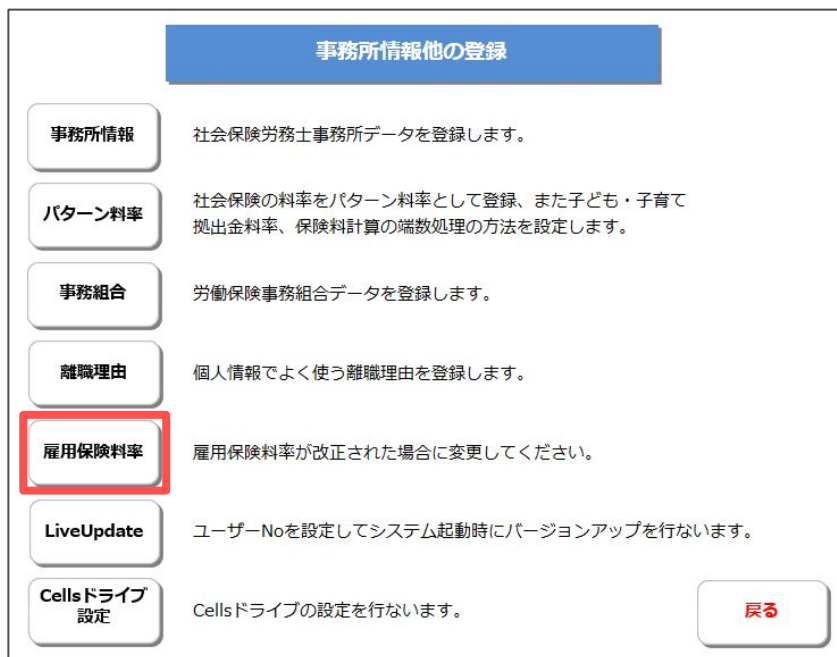 事務所情報他の登録
事務所情報
社会保険労務士事務所データを登録します。
パターン料率
社会保険の料率をパターン料率として登録、また子ども・子育て
拠出金料率、保険料計算の端数処理の方法を設定します。
事務組合
労働保険事務組合データを登録します。
離職理由
個人情報でよく使う離職理由を登録します。
雇用保険料率
雇用保険料率が改正された場合に変更してください。
LiveUpdate
ユーザーNoを設定してシステム起動時にバージョンアップを行ないます。
Cellsドライブ
設定
Cellsドライブの設定を行ないます。
戻る